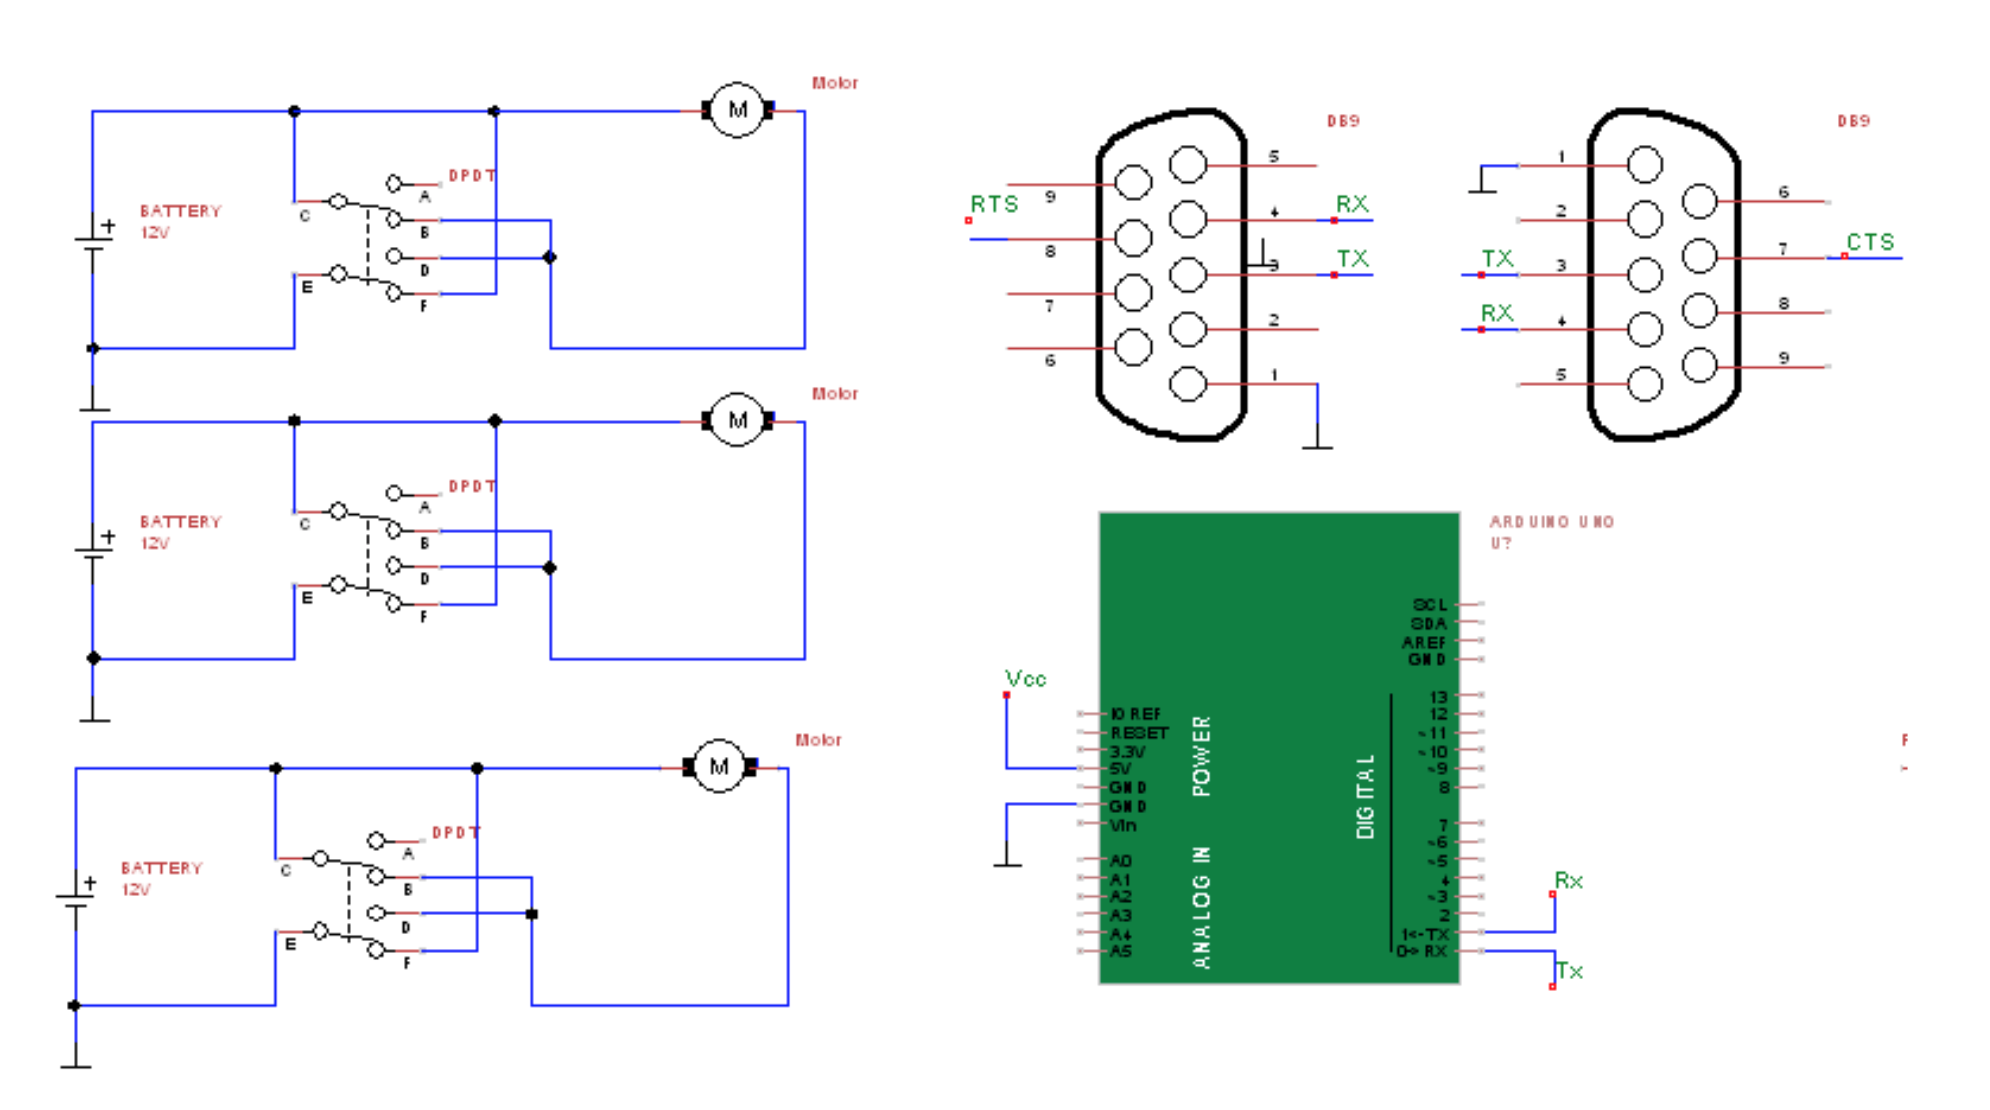 Motor
M
DPDT
A
C
B
D
E
F
BATTERY
12V
+
Motor
M
DPDT
A
C
B
D
E
F
BATTERY
12V
+
Motor
M
DPDT
A
C
B
D
E
F
BATTERY
12V
+
DB9
5
9
RTS
4
RX
8
3
TX
7
2
6
1
DB9
1
6
2
7
CTS
TX
3
8
RX
4
9
5
ARDUINO UNO
U?
SCL
SDA
AREF
GND
Vcc
IO REF
RESET
3.3V
5V
GND
GND
Vin
POWER
A0
A1
A2
A3
A4
A5
ANALOG IN
DIGITAL
13
12
~11
~10
~9
8
7
~6
~5
4
~3
2
1<-TX
0-> RX
Rx
Tx